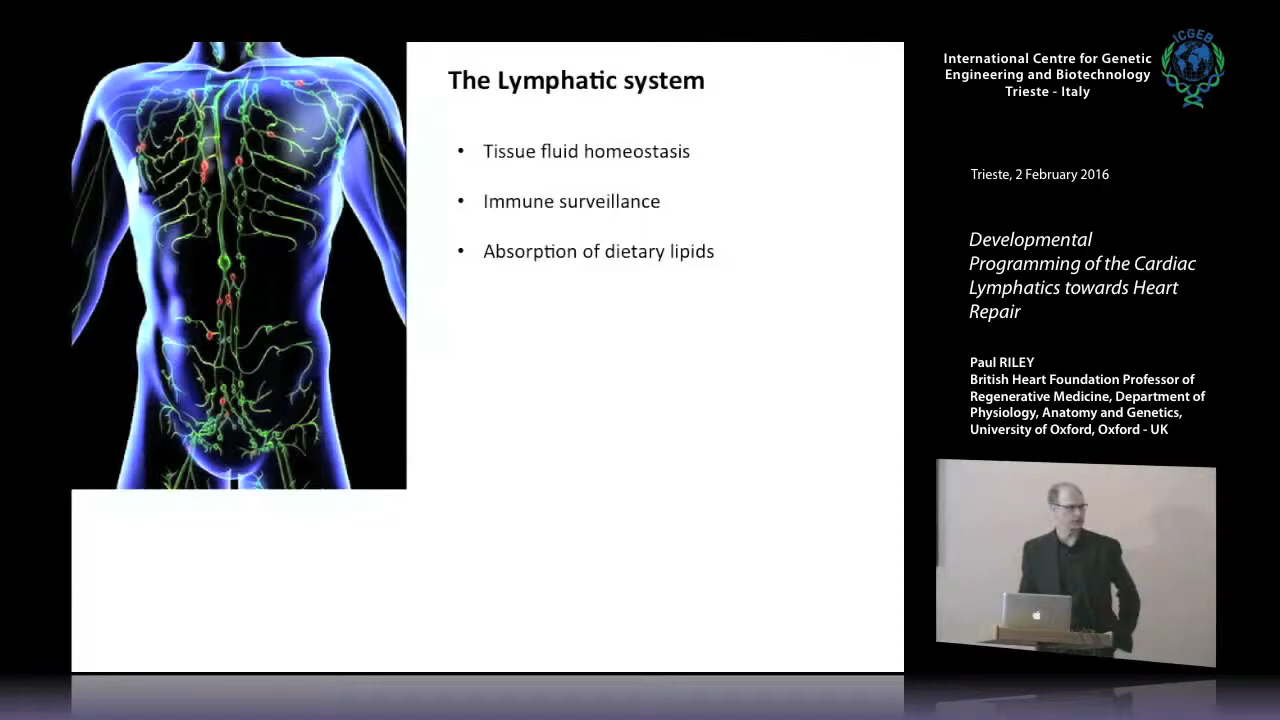 The Lymphatic system
• Tissue fluid homeostasis
• Immune surveillance
• Absorption of dietary lipids
International Centre for Genetic
Engineering and Biotechnology
Trieste - Italy
ICGEB
Trieste, 2 February 2016
Developmental
Programming of the Cardiac
Lymphatics towards Heart
Repair
Paul RILEY
British Heart Foundation Professor of
Regenerative Medicine, Department of
Physiology, Anatomy and Genetics,
University of Oxford, Oxford - UK